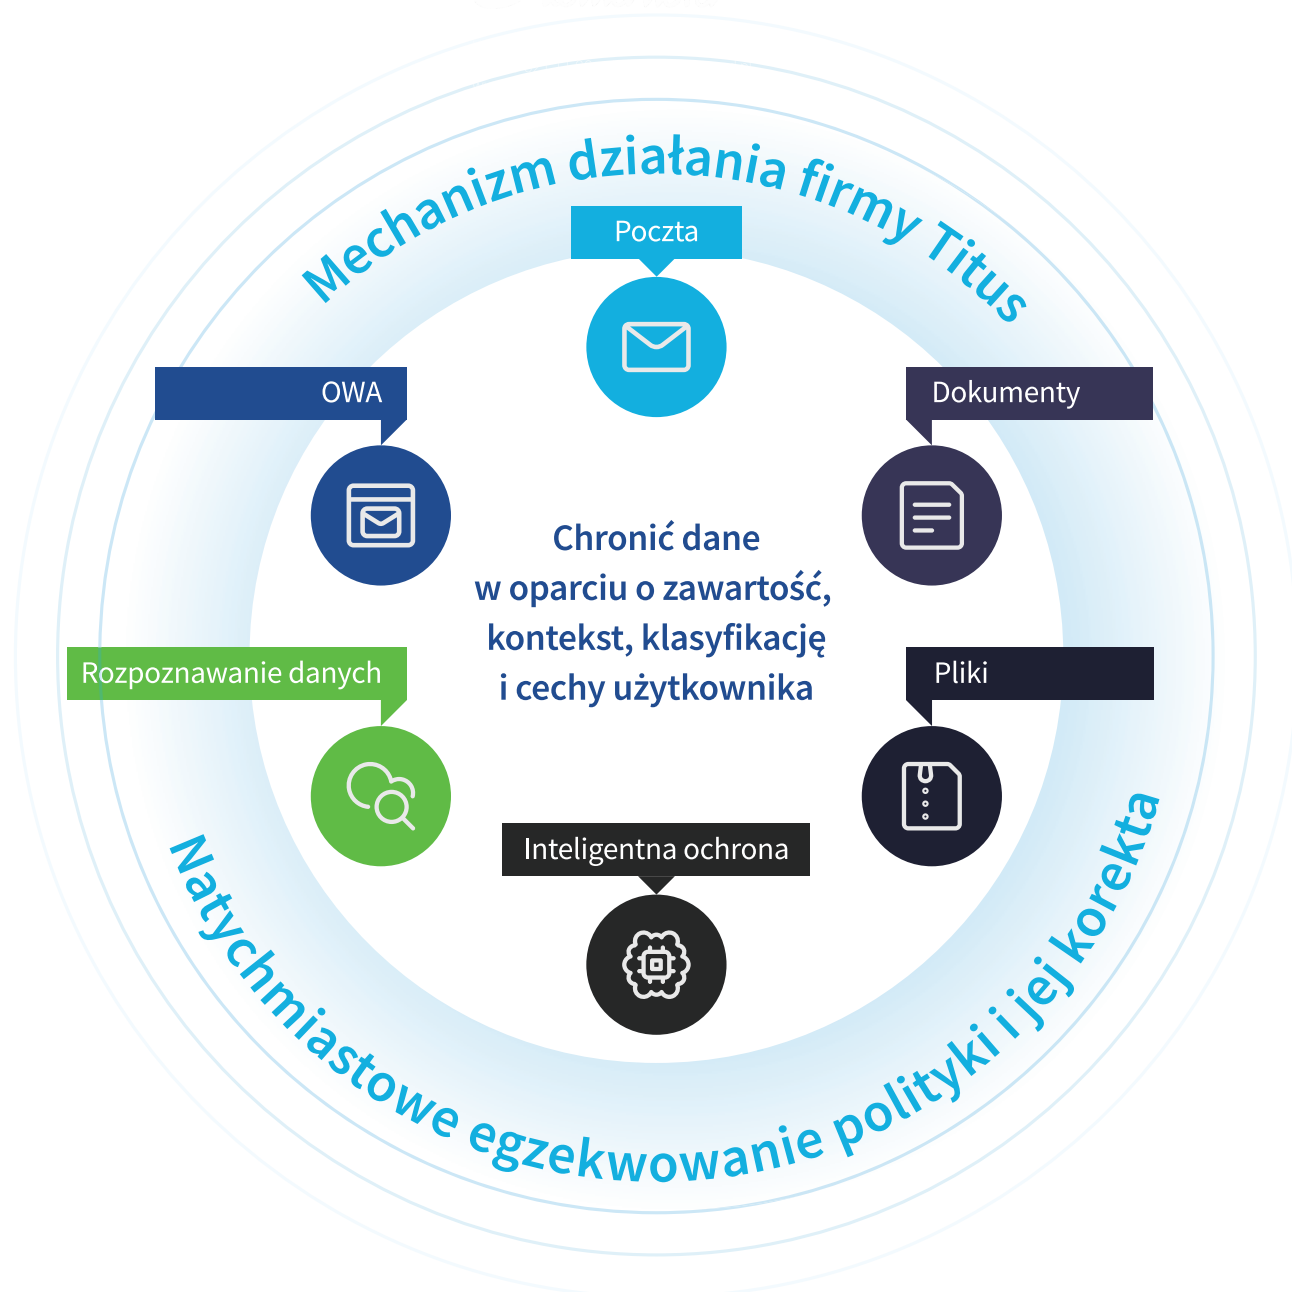 Mechanizm działania firmy Titus
Poczta
OWA
Dokumenty
Chronić dane
w oparciu o zawartość,
kontekst, klasyfikację
i cechy użytkownika
Rozpoznawanie danych
Pliki
Inteligentna ochrona
Natychmiastowe egzekwowanie polityki i jej korekta